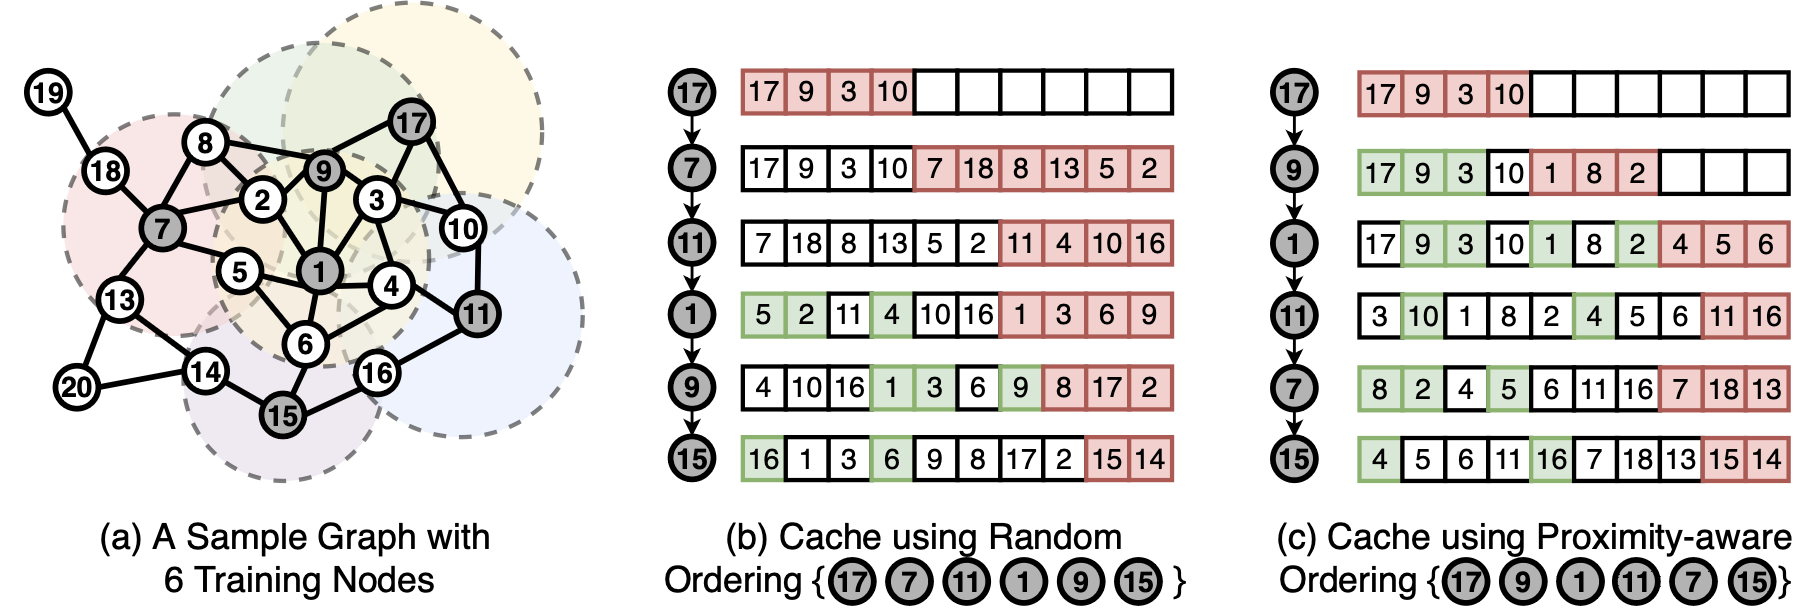 19
8
17
18
9
2
3
7
10
5
1
4
13
11
6
14
16
20
15
(a) A Sample Graph with
6 Training Nodes
17 17 9 3 10
7 17 9 3 10 7 18 8 13 5 2
11 7 18 8 13 5 2 11 4 10 16
1 5 2 11 4 10 16 1 3 6 9
9 4 10 16 1 3 6 9 8 17 2
15 16 1 3 6 9 8 17 2 15 14
(b) Cache using Random
Ordering {17 7 11 1 9 15}
17 17 9 3 10
9 17 9 3 10 1 8 2
1 17 9 3 10 1 8 2 4 5 6
11 3 10 1 8 2 4 5 6 11 16
7 8 2 4 5 6 11 16 7 18 13
15 4 5 6 11 16 7 18 13 15 14
(c) Cache using Proximity-aware
Ordering {17 9 1 11 7 15}